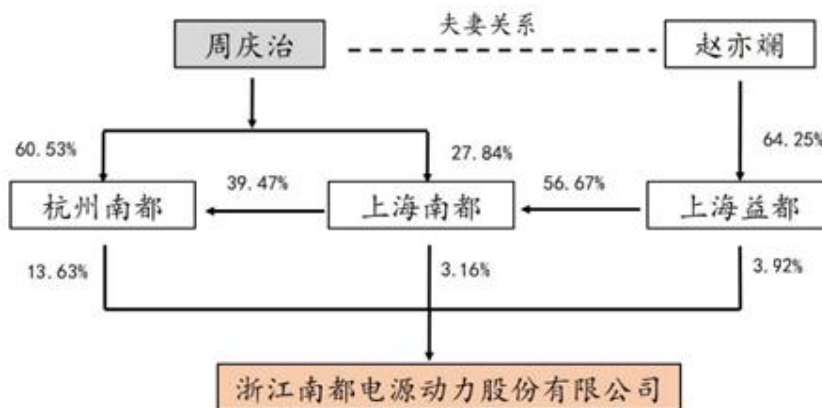 夫妻关系
周庆治
赵亦斓
60.53%
27.84%
64.25%
39.47%
56.67%
杭州南都
上海南都
上海益都
13.63%
3.16%
3.92%
浙江南都电源动力股份有限公司